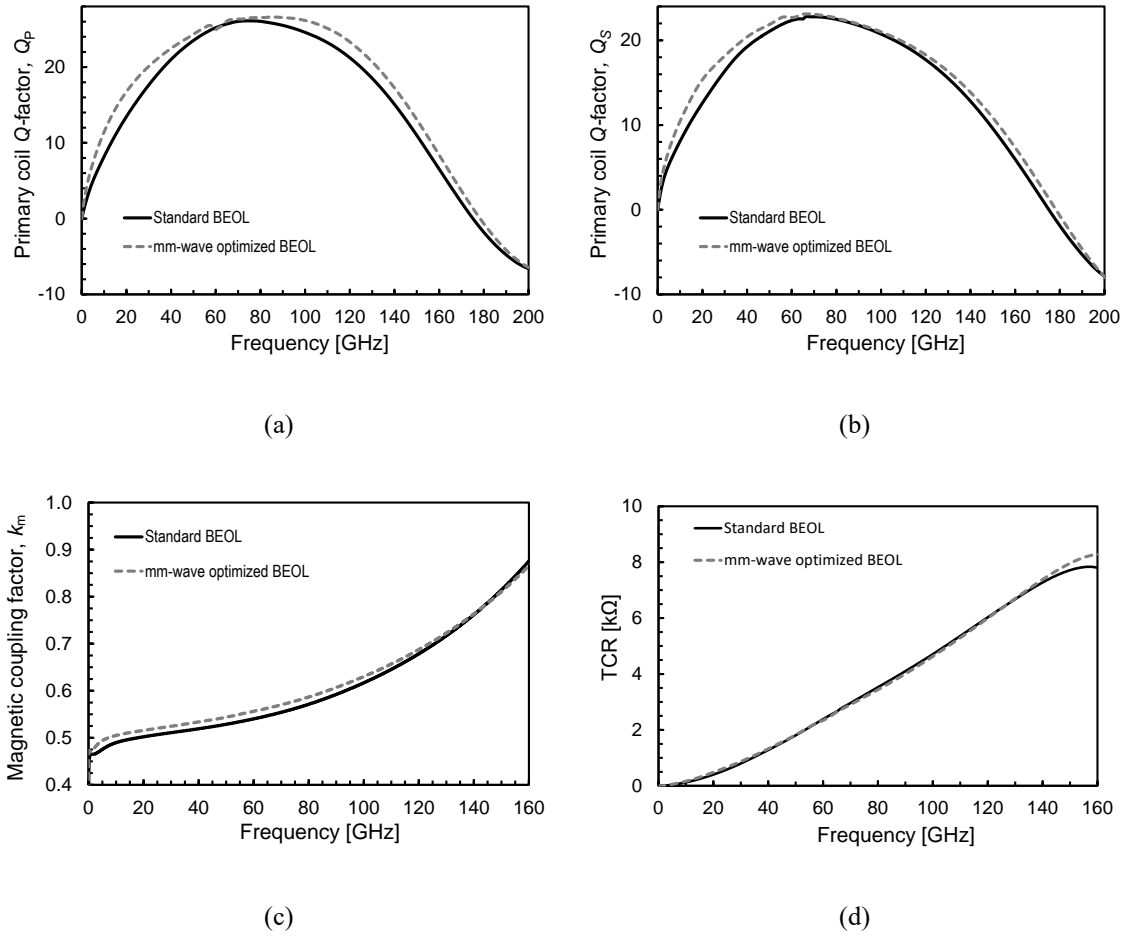 Primary coil Q-factor, QP
20
10
0
-10
Standard BEOL
mm-wave optimized BEOL
0 20 40 60 80 100 120 140 160 180 200
Frequency [GHz]
(a)
Primary coil Q-factor, QS
20
10
0
-10
Standard BEOL
mm-wave optimized BEOL
0 20 40 60 80 100 120 140 160 180 200
Frequency [GHz]
(b)
Magnetic coupling factor, km
1.0
0.9
0.8
0.7
0.6
0.5
0.4
Standard BEOL
mm-wave optimized BEOL
0 20 40 60 80 100 120 140 160
Frequency [GHz]
(c)
TCR [kΩ]
10
8
6
4
2
0
Standard BEOL
mm-wave optimized BEOL
0 20 40 60 80 100 120 140 160
Frequency [GHz]
(d)